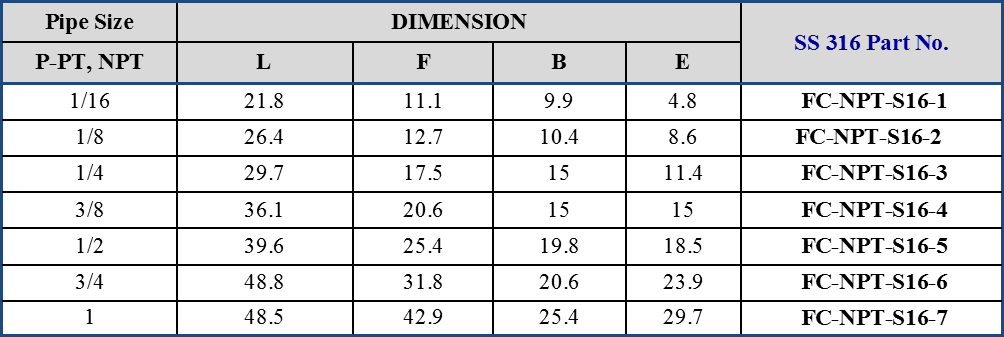 Pipe Size DIMENSION SS 316 Part No.
P-PT, NPT L F B E
1/16 21.8 11.1 9.9 4.8 FC-NPT-S16-1
1/8 26.4 12.7 10.4 8.6 FC-NPT-S16-2
1/4 29.7 17.5 15 11.4 FC-NPT-S16-3
3/8 36.1 20.6 15 15 FC-NPT-S16-4
1/2 39.6 25.4 19.8 18.5 FC-NPT-S16-5
3/4 48.8 31.8 20.6 23.9 FC-NPT-S16-6
1 48.5 42.9 25.4 29.7 FC-NPT-S16-7